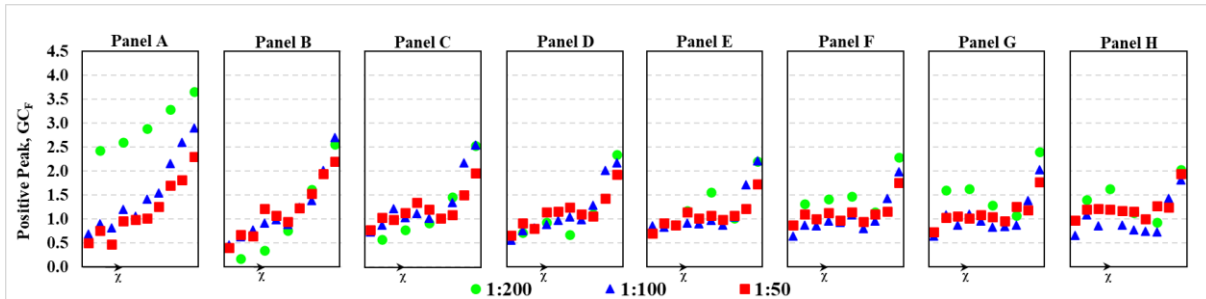 Panel A Panel B Panel C Panel D Panel E Panel F Panel G Panel H
Positive Peak, GC_F
4.5
4.0
3.5
3.0
2.5
2.0
1.5
1.0
0.5
0.0
χ χ χ χ χ χ χ χ
1:200 1:100 1:50